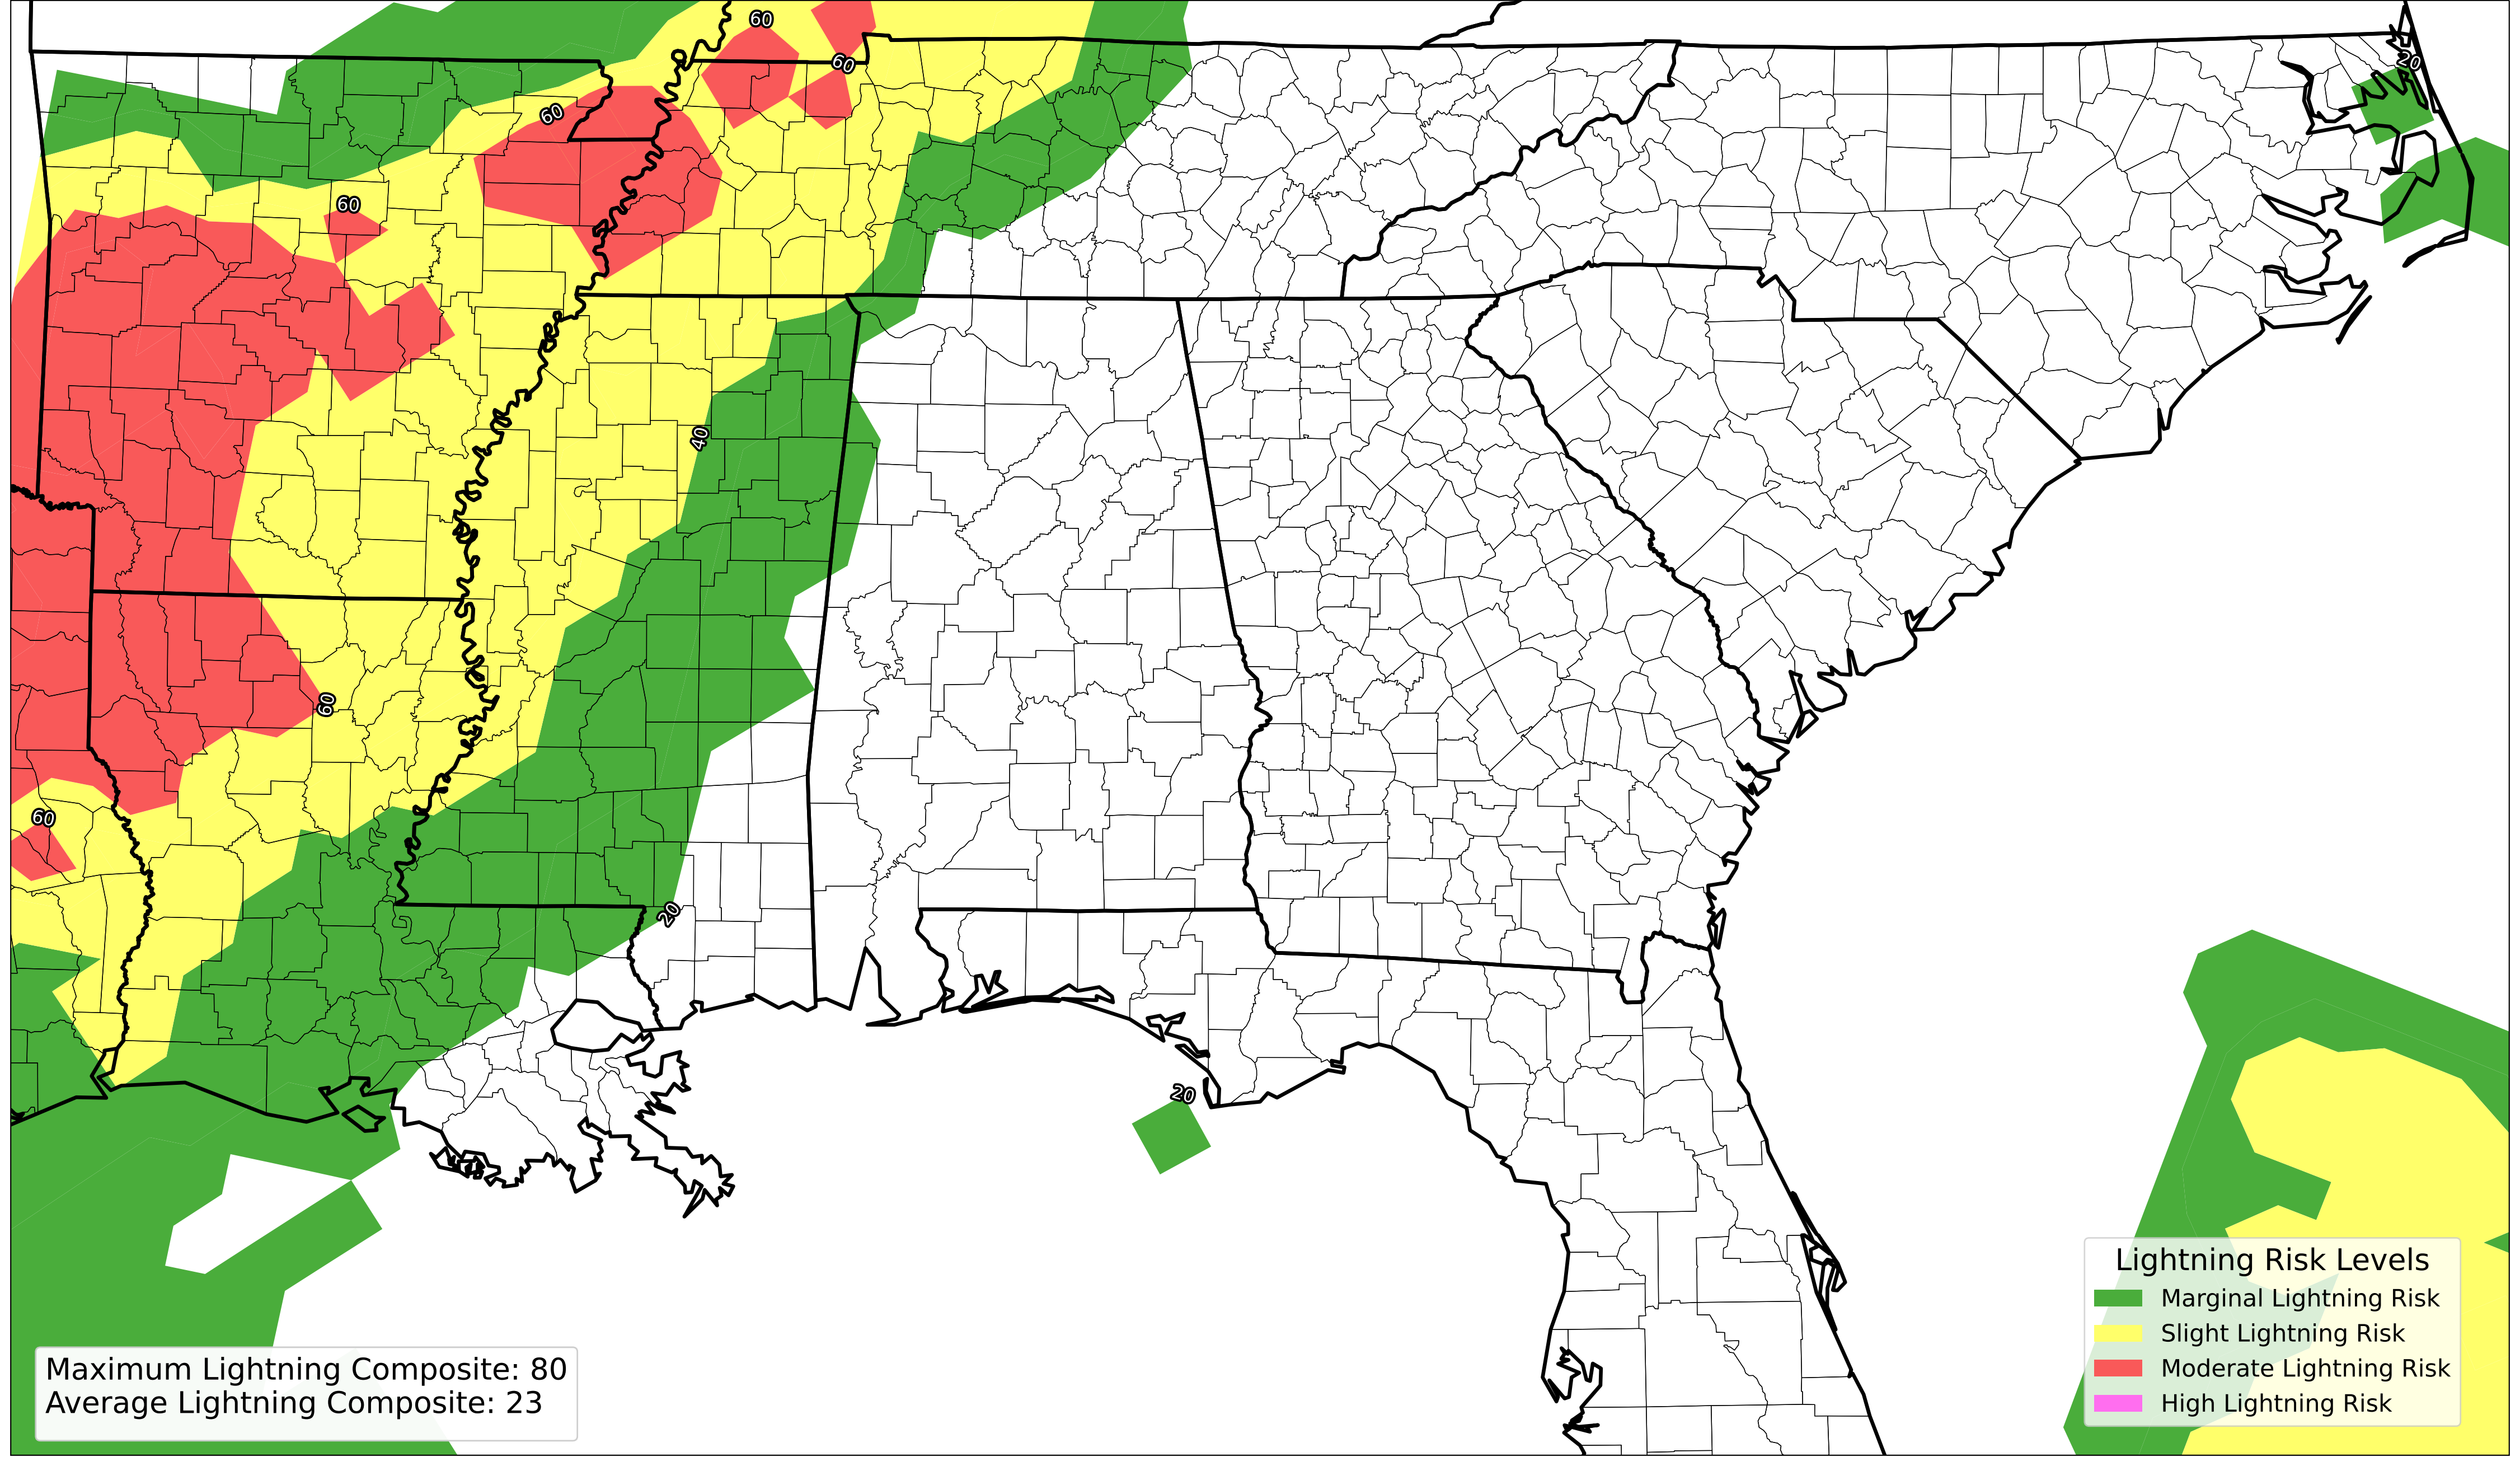 60
60
20
60
60
40
60
60
20
20
Lightning Risk Levels
Marginal Lightning Risk
Slight Lightning Risk
Moderate Lightning Risk
High Lightning Risk
Maximum Lightning Composite: 80
Average Lightning Composite: 23